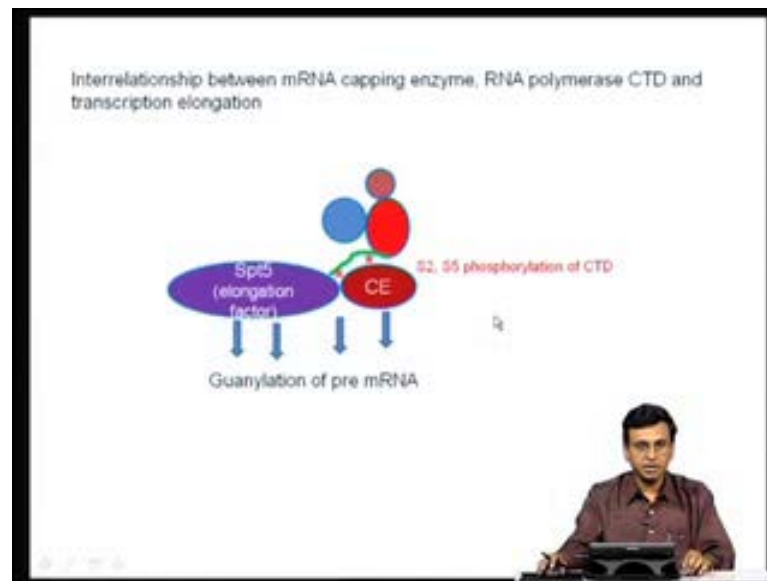 Interrelationship between mRNA capping enzyme, RNA polymerase CTD and
transcription elongation
Spt5
(elongation
factor)
CE
S2, S5 phosphorylation of CTD
Guanylation of pre mRNA